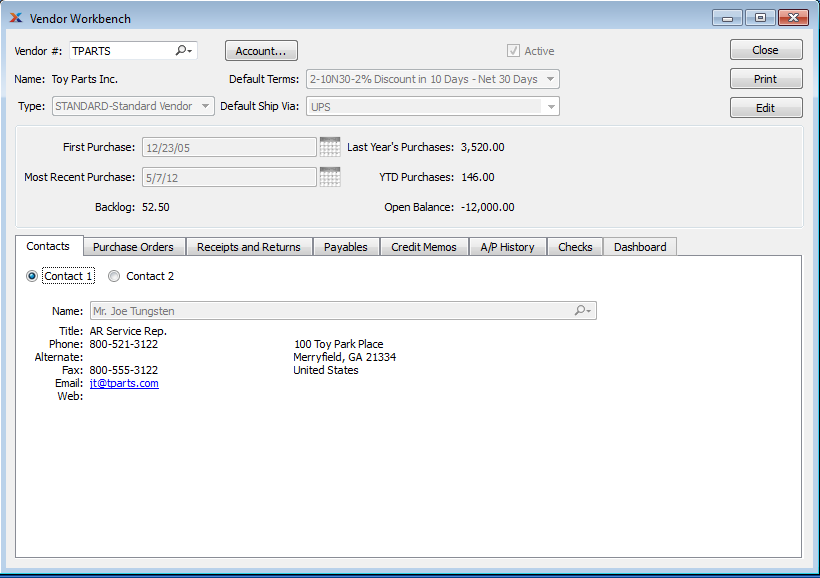 Vendor Workbench
Vendor #: TPARTS Account... Active Close
Name: Toy Parts Inc. Default Terms: 2-10N30-2% Discount in 10 Days - Net 30 Days Print
Type: STANDARD-Standard Vendor Default Ship Via: UPS Edit
First Purchase: 12/23/05 Last Year's Purchases: 3,520.00
Most Recent Purchase: 5/7/12 YTD Purchases: 146.00
Backlog: 52.50 Open Balance: -12,000.00
Contacts Purchase Orders Receipts and Returns Payables Credit Memos A/P History Checks Dashboard
Contact 1 Contact 2
Name: Mr. Joe Tungsten
Title: AR Service Rep.
Phone: 800-521-3122 100 Toy Park Place
Alternate: Merryfield, GA 21334
Fax: 800-555-3122 United States
Email: jt@tparts.com
Web: